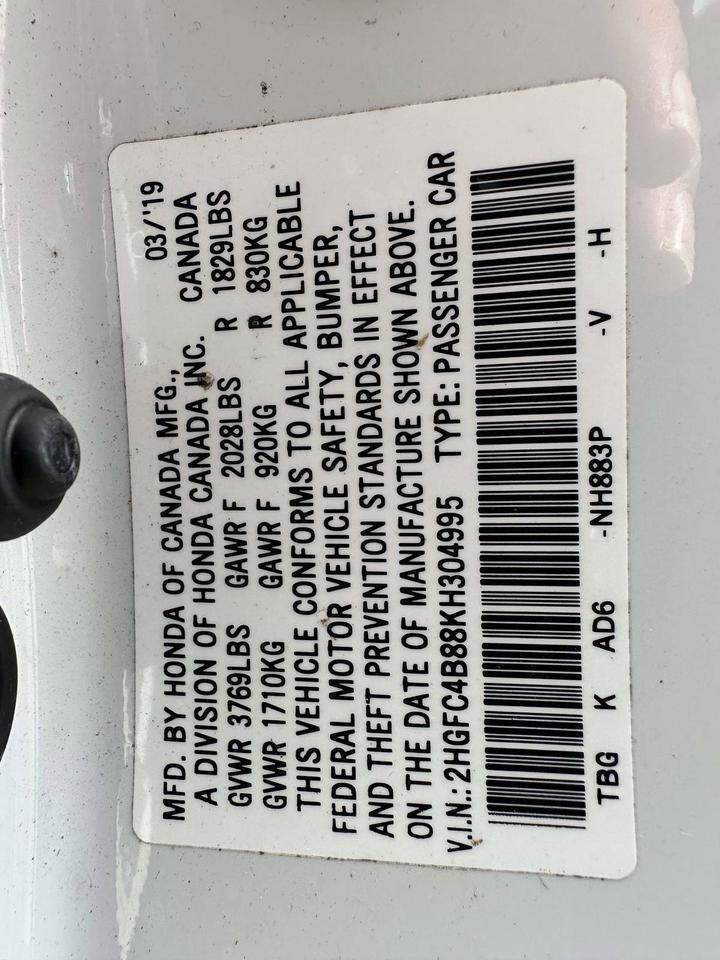 MFD. BY HONDA OF CANADA MFG., 03/'19
A DIVISION OF HONDA CANADA INC. CANADA
GVWR 3769LBS GAWR F 2028LBS R 1829LBS
GVWR 1710KG GAWR F 920KG R 830KG
THIS VEHICLE CONFORMS TO ALL APPLICABLE
FEDERAL MOTOR VEHICLE SAFETY, BUMPER,
AND THEFT PREVENTION STANDARDS IN EFFECT
ON THE DATE OF MANUFACTURE SHOWN ABOVE.
V.I.N.: 2HGFC4B88KH304995 TYPE: PASSENGER CAR
TBG K AD6 -NH883P -V -H